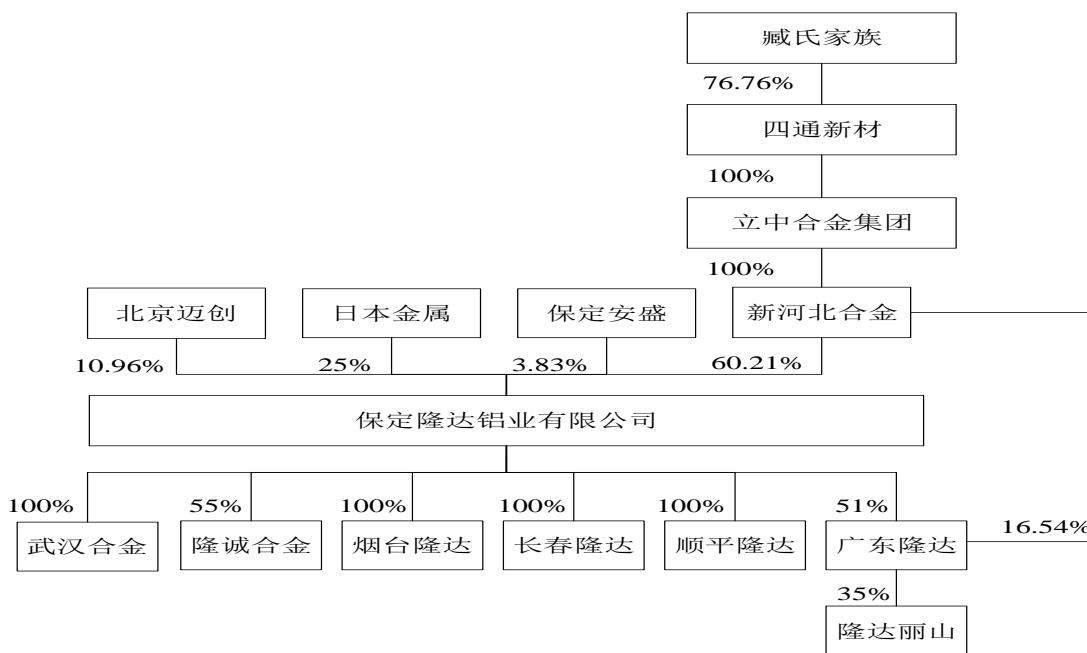 臧氏家族
76.76%
四通新材
100%
立中合金集团
100%
北京迈创
日本金属
保定安盛
新河北合金
10.96%
25%
3.83%
60.21%
保定隆达铝业有限公司
100%
55%
100%
100%
100%
51%
16.54%
武汉合金
隆诚合金
烟台隆达
长春隆达
顺平隆达
广东隆达
35%
隆达丽山